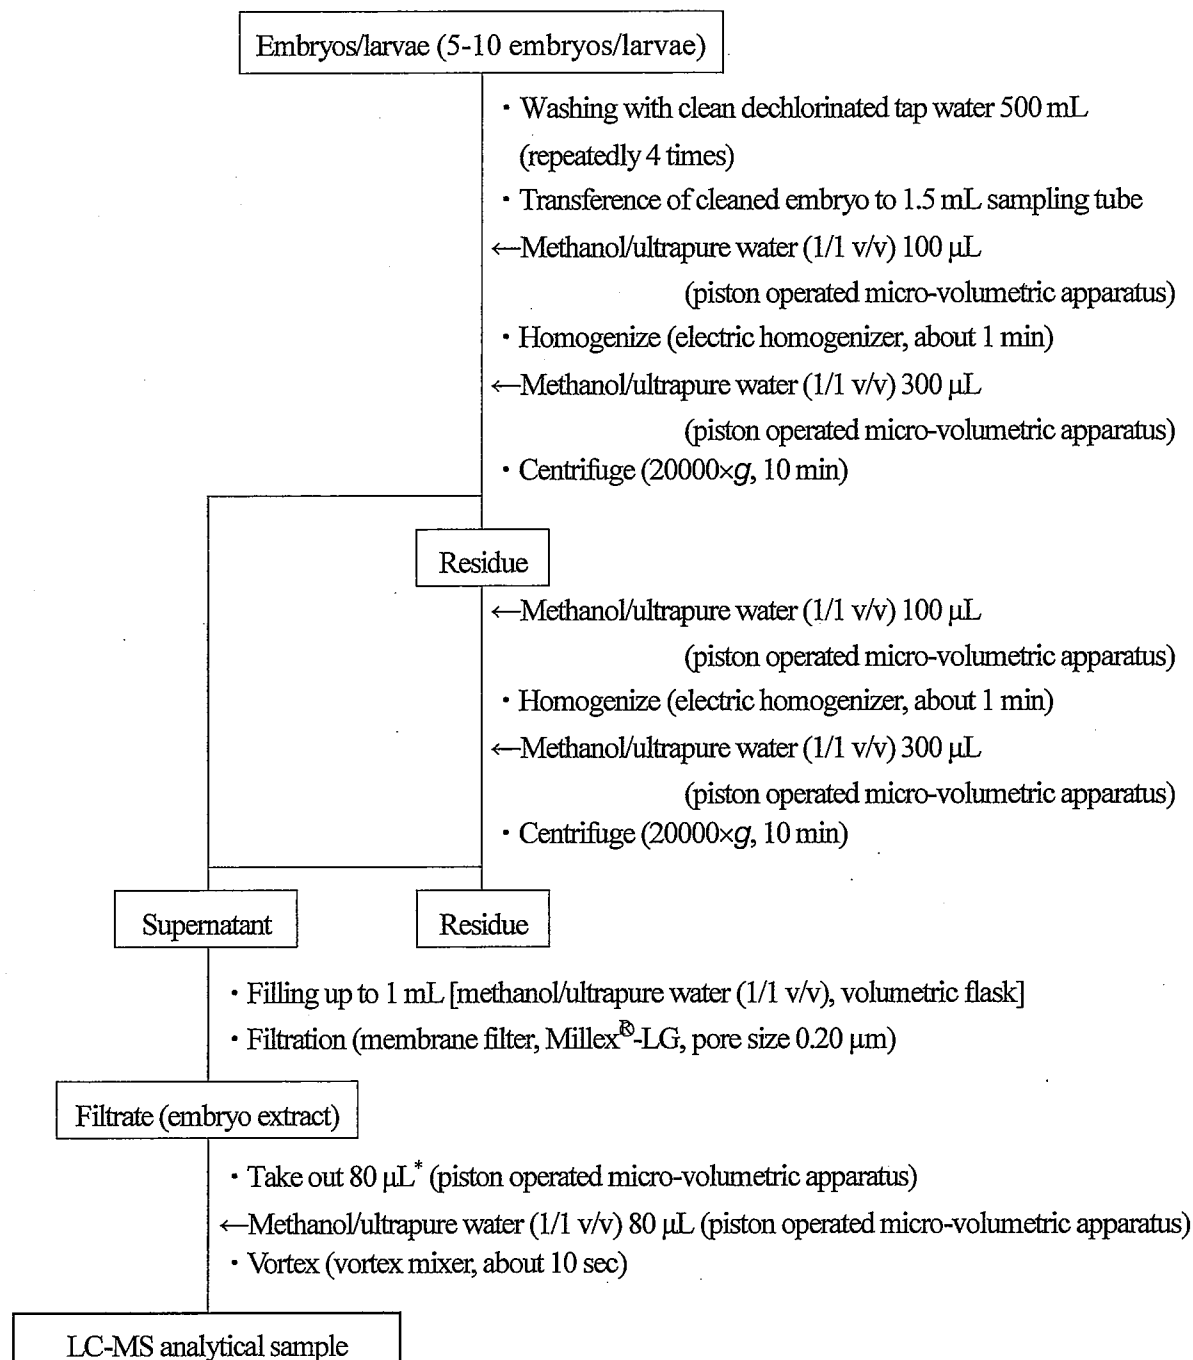 Embryos/larvae (5-10 embryos/larvae)
・Washing with clean dechlorinated tap water 500 mL
(repeatedly 4 times)
・Transference of cleaned embryo to 1.5 mL sampling tube
←Methanol/ultrapure water (1/1 v/v) 100 μL
(piston operated micro-volumetric apparatus)
・Homogenize (electric homogenizer, about 1 min)
←Methanol/ultrapure water (1/1 v/v) 300 μL
(piston operated micro-volumetric apparatus)
・Centrifuge (20000×g, 10 min)
Residue
←Methanol/ultrapure water (1/1 v/v) 100 μL
(piston operated micro-volumetric apparatus)
・Homogenize (electric homogenizer, about 1 min)
←Methanol/ultrapure water (1/1 v/v) 300 μL
(piston operated micro-volumetric apparatus)
・Centrifuge (20000×g, 10 min)
Supernatant Residue
・Filling up to 1 mL [methanol/ultrapure water (1/1 v/v), volumetric flask]
・Filtration (membrane filter, Millex®-LG, pore size 0.20 μm)
Filtrate (embryo extract)
・Take out 80 μL* (piston operated micro-volumetric apparatus)
←Methanol/ultrapure water (1/1 v/v) 80 μL (piston operated micro-volumetric apparatus)
・Vortex (vortex mixer, about 10 sec)
LC-MS analytical sample